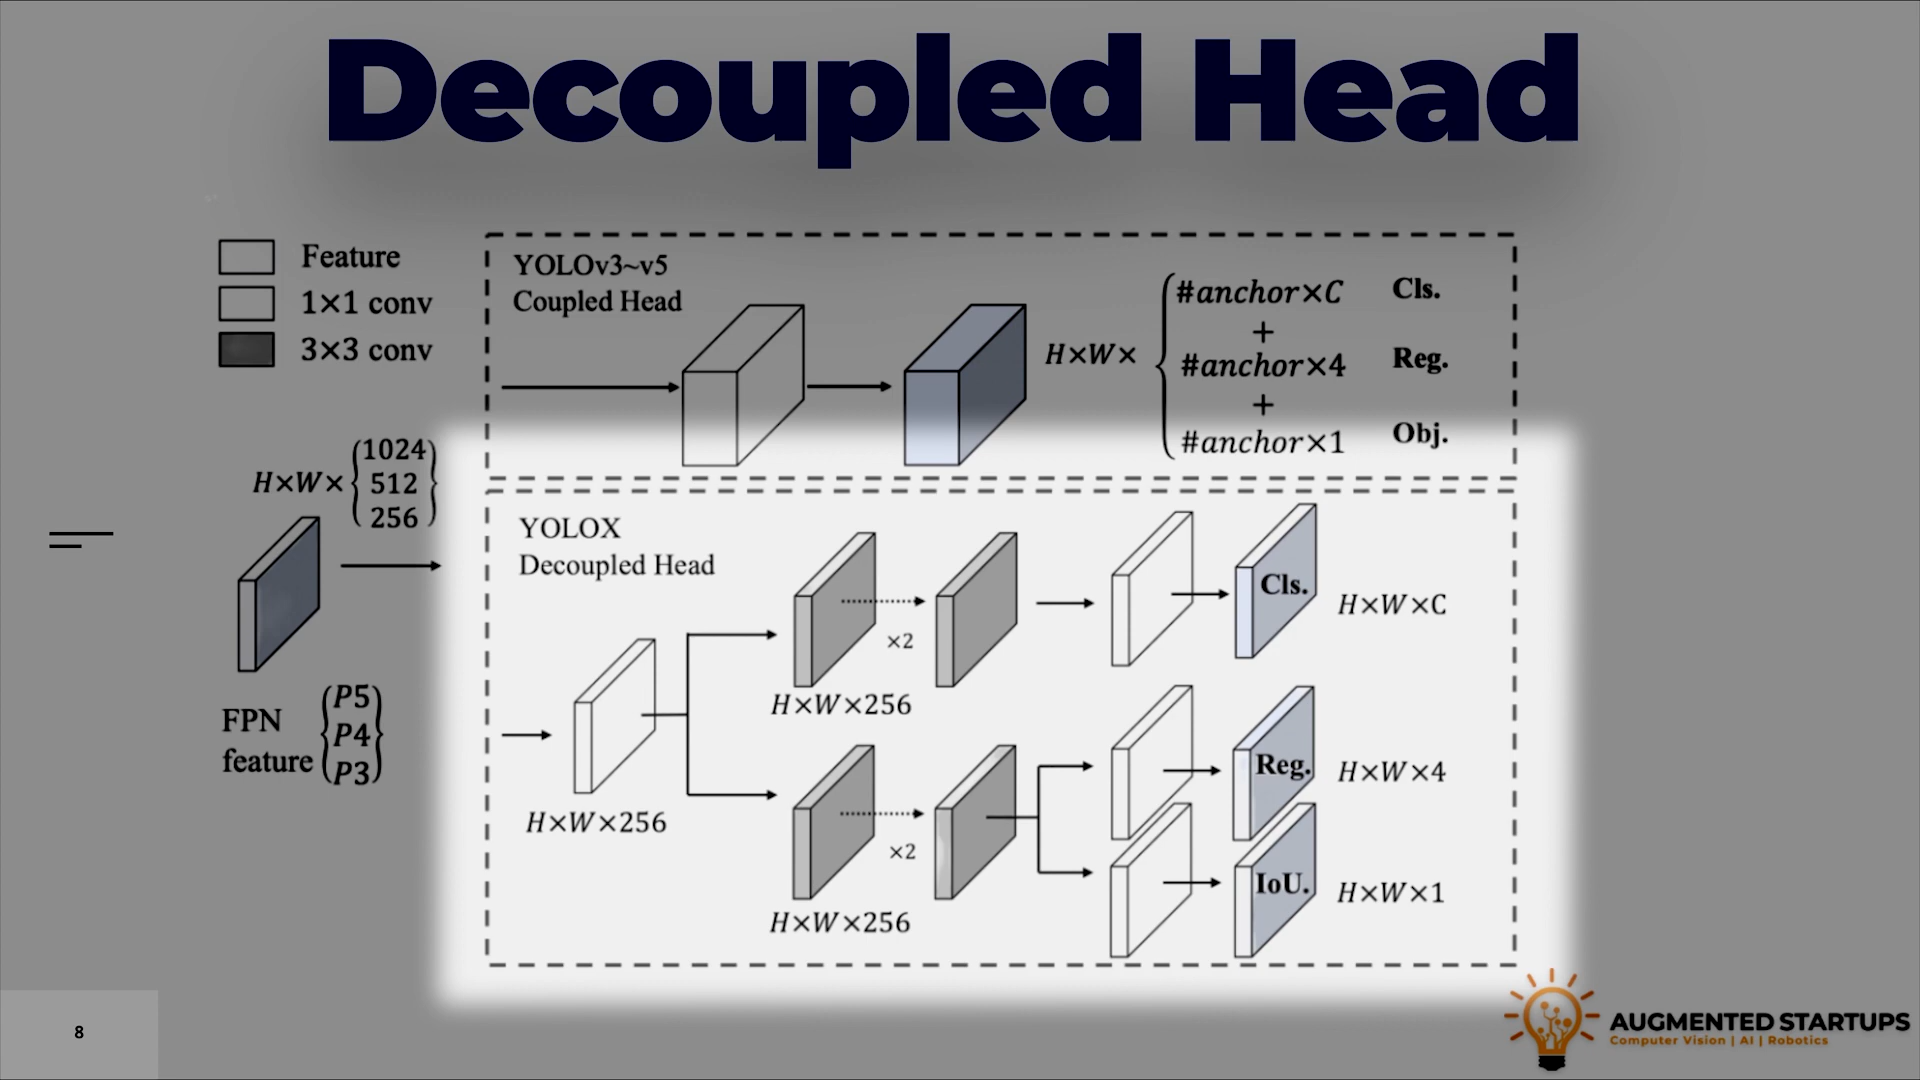 Decoupled Head
Feature
1×1 conv
3×3 conv
YOLOv3~v5
Coupled Head
H×W×
#anchor×C
Cls.
+
#anchor×4
Reg.
+
#anchor×1
Obj.
H×W×
1024
512
256
FPN
feature
P5
P4
P3
YOLOX
Decoupled Head
H×W×256
×2
H×W×256
Cls.
H×W×C
×2
H×W×256
Reg.
H×W×4
IoU.
H×W×1
8
AUGMENTED STARTUPS
Computer Vision | AI | Robotics